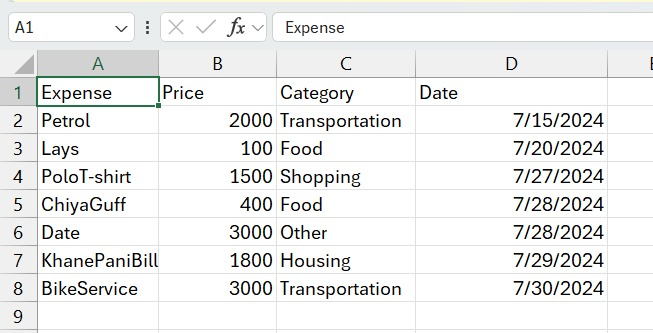 A1 fx Expense
A B C D
1 Expense Price Category Date
2 Petrol 2000 Transportation 7/15/2024
3 Lays 100 Food 7/20/2024
4 PoloT-shirt 1500 Shopping 7/27/2024
5 ChiyaGuff 400 Food 7/28/2024
6 Date 3000 Other 7/28/2024
7 KhanePaniBill 1800 Housing 7/29/2024
8 BikeService 3000 Transportation 7/30/2024
9